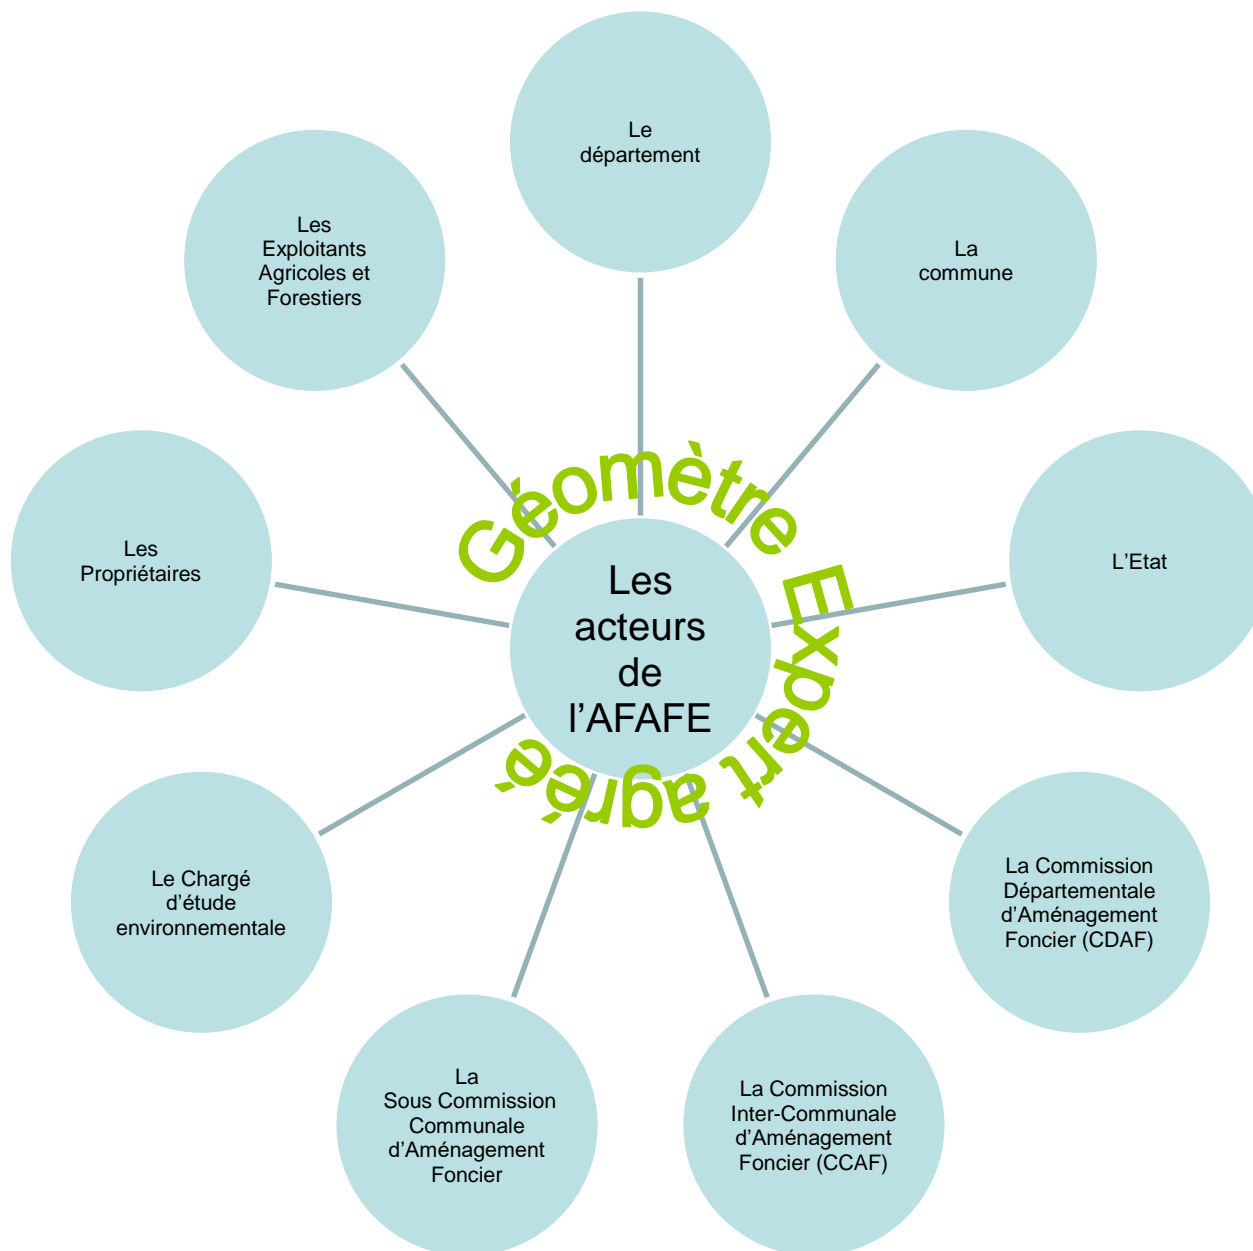 Le
département
La
commune
L’Etat
La Commission
Départementale
d’Aménagement
Foncier (CDAF)
La Commission
Inter-Communale
d’Aménagement
Foncier (CCAF)
La
Sous Commission
Communale
d’Aménagement
Foncier
Le Chargé
d’étude
environnementale
Les
Propriétaires
Les
Exploitants
Agricoles et
Forestiers
Géomètre Expert agréé
Les
acteurs
de
l’AFAFE